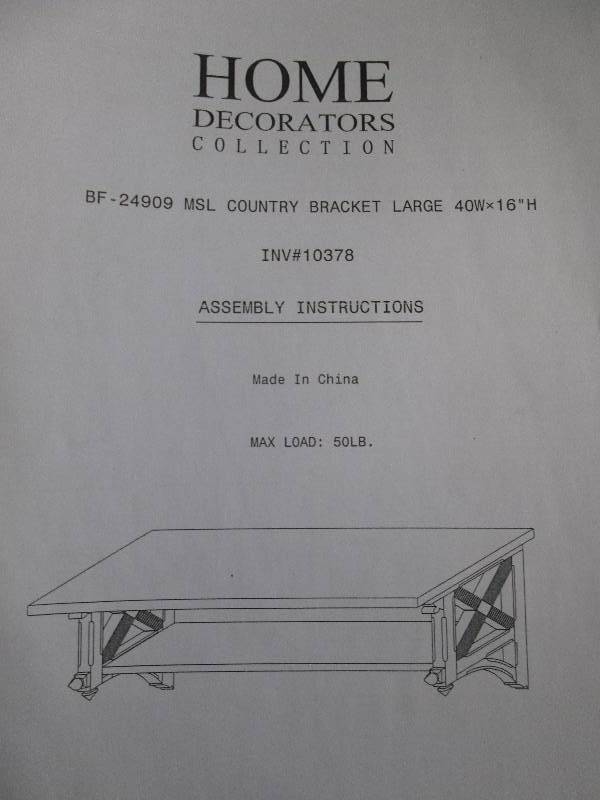 HOME
DECORATORS
COLLECTION
BF-24909 MSL COUNTRY BRACKET LARGE 40W×16"H
INV#10378
ASSEMBLY INSTRUCTIONS
Made In China
MAX LOAD: 50LB.